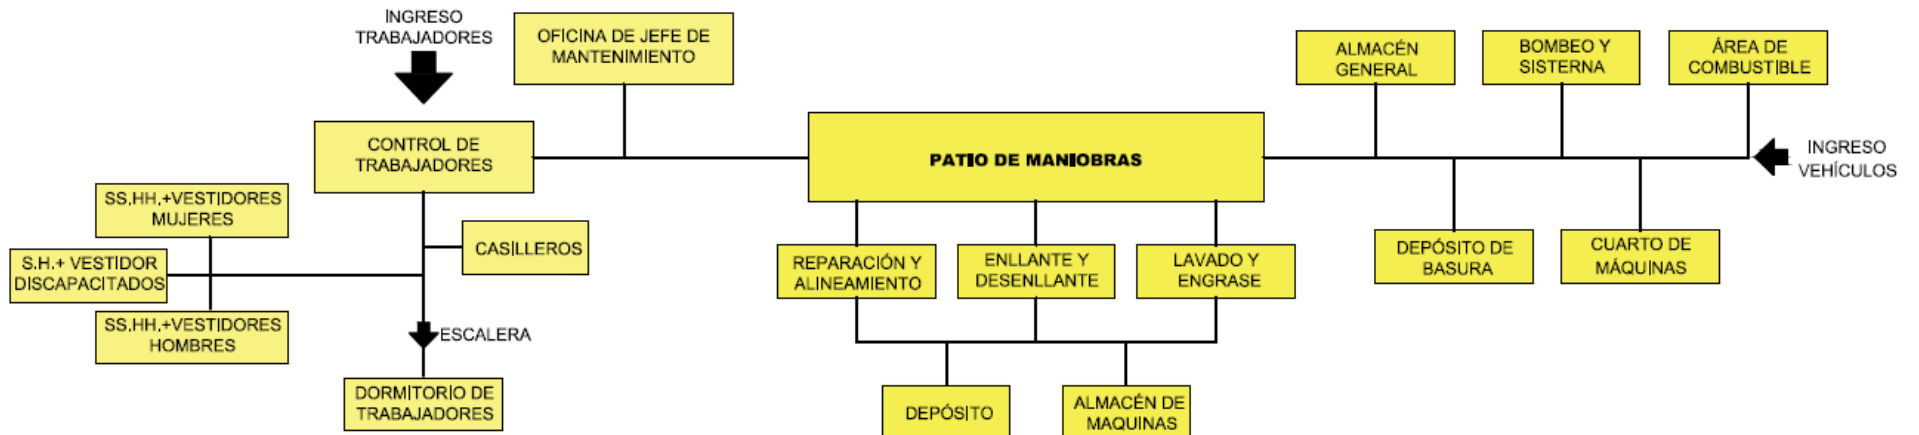 INGRESO
TRABAJADORES
OFICINA DE JEFE DE
MANTENIMIENTO
ALMACÉN
GENERAL
BOMBEO Y
SISTERNA
ÁREA DE
COMBUSTIBLE
CONTROL DE
TRABAJADORES
PATIO DE MANIOBRAS
INGRESO
VEHÍCULOS
SS.HH.+VESTIDORES
MUJERES
CASILLEROS
S.H.+ VESTIDOR
DISCAPACITADOS
SS.HH.+VESTIDORES
HOMBRES
REPARACIÓN Y
ALINEAMIENTO
ENLLANTE Y
DESENLLANTE
LAVADO Y
ENGRASE
DEPÓSITO DE
BASURA
CUARTO DE
MÁQUINAS
ESCALERA
DORMITORIO DE
TRABAJADORES
DEPÓSITO
ALMACÉN DE
MAQUINAS